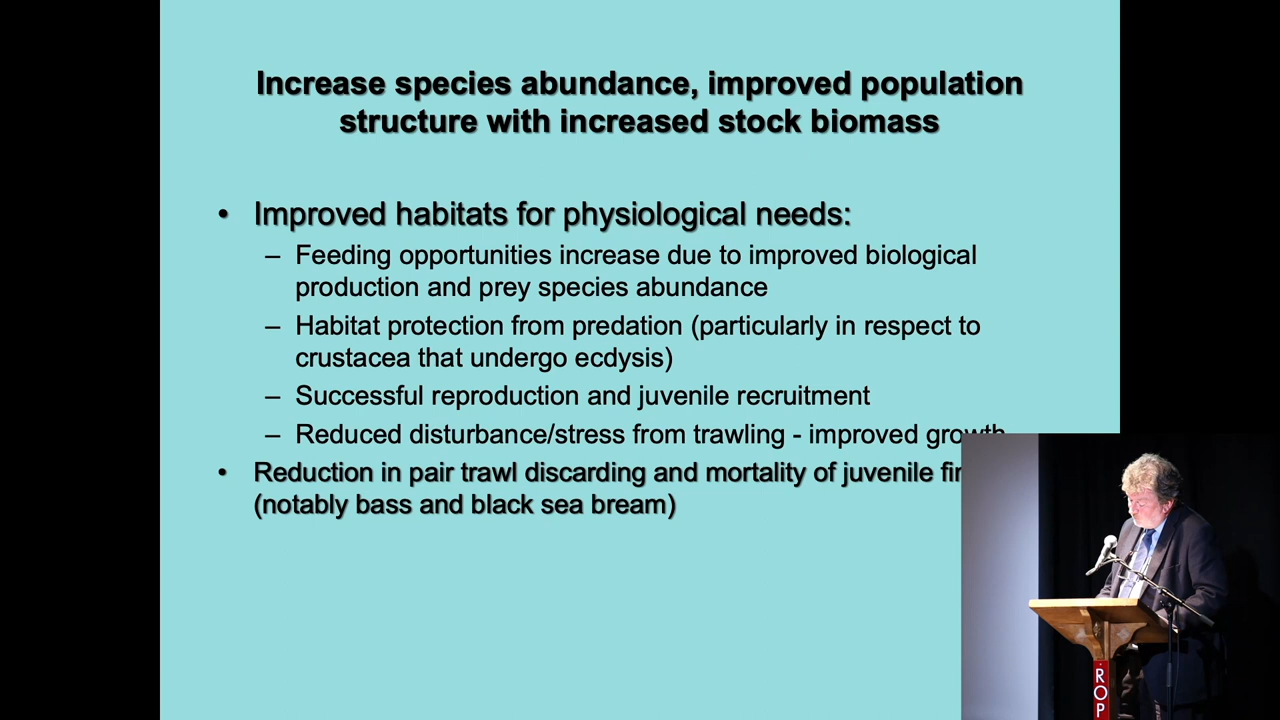 Increase species abundance, improved population
structure with increased stock biomass
• Improved habitats for physiological needs:
– Feeding opportunities increase due to improved biological
production and prey species abundance
– Habitat protection from predation (particularly in respect to
crustacea that undergo ecdysis)
– Successful reproduction and juvenile recruitment
– Reduced disturbance/stress from trawling - improved growth
• Reduction in pair trawl discarding and mortality of juvenile
(notably bass and black sea bream)
ROP